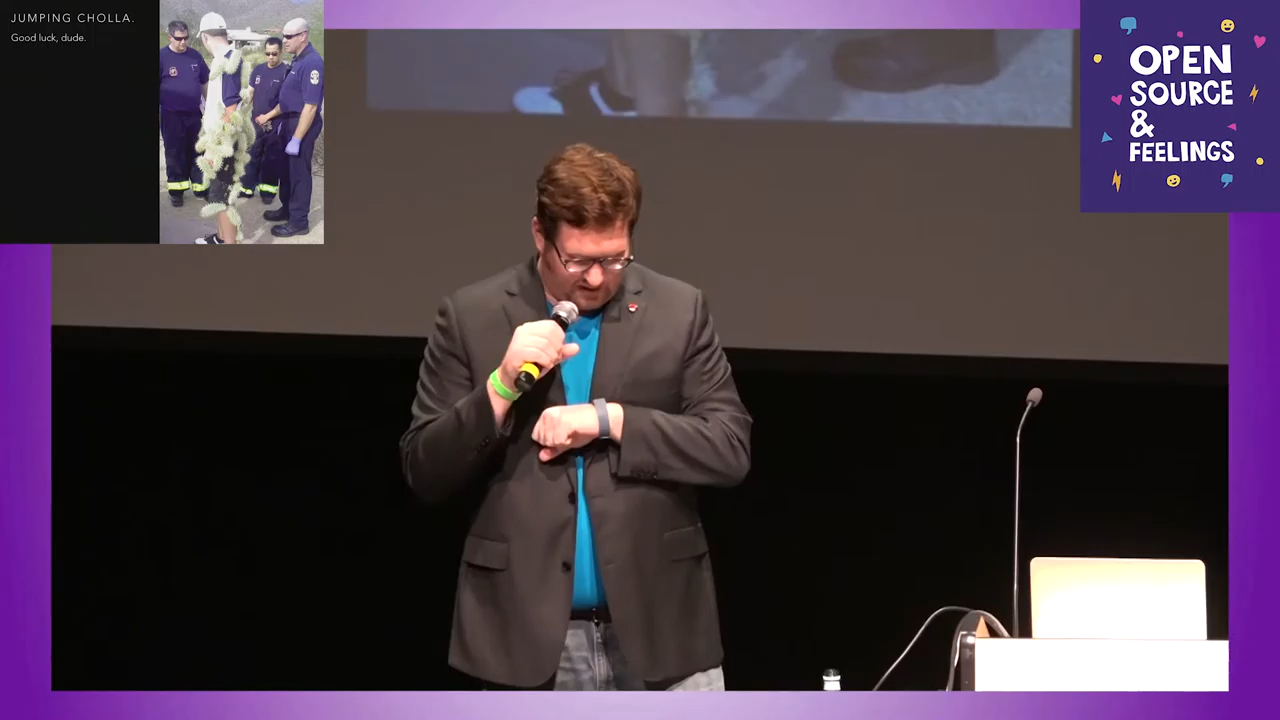 JUMPING CHOLLA.
Good luck, dude.
OPEN
SOURCE
&
FEELINGS